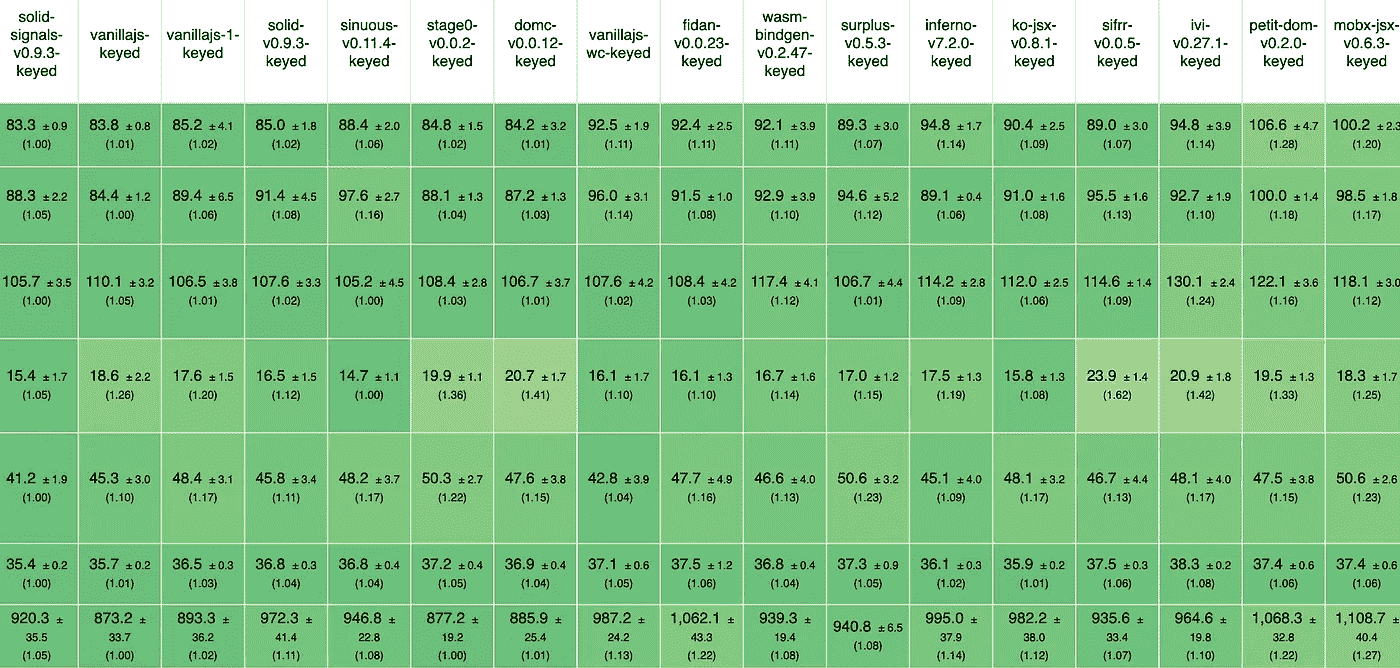 solid-signals-v0.9.3-keyed vanillajs-keyed vanillajs-1-keyed solid-v0.9.3-keyed sinuous-v0.11.4-keyed stage0-v0.0.2-keyed domc-v0.0.12-keyed vanillajs-wc-keyed fidan-v0.0.23-keyed wasm-bindgen-v0.2.47-keyed surplus-v0.5.3-keyed inferno-v7.2.0-keyed ko-jsx-v0.8.1-keyed sifrr-v0.0.5-keyed ivi-v0.27.1-keyed petit-dom-v0.2.0-keyed mobx-jsx-v0.6.3-keyed
83.3 ±0.9 83.8 ±0.8 85.2 ±4.1 85.0 ±1.8 88.4 ±2.0 84.8 ±1.5 84.2 ±3.2 92.5 ±1.9 92.4 ±2.5 92.1 ±3.9 89.3 ±3.0 94.8 ±1.7 90.4 ±2.5 89.0 ±3.0 94.8 ±3.9 106.6 ±4.7 100.2 ±2.3
(1.00) (1.01) (1.02) (1.02) (1.06) (1.02) (1.01) (1.11) (1.11) (1.11) (1.07) (1.14) (1.09) (1.07) (1.14) (1.28) (1.20)
88.3 ±2.2 84.4 ±1.2 89.4 ±6.5 91.4 ±4.5 97.6 ±2.7 88.1 ±1.3 87.2 ±1.3 96.0 ±3.1 91.5 ±1.0 92.9 ±3.9 94.6 ±5.2 89.1 ±0.4 91.0 ±1.6 95.5 ±1.6 92.7 ±1.9 100.0 ±1.4 98.5 ±1.8
(1.05) (1.00) (1.06) (1.08) (1.16) (1.04) (1.03) (1.14) (1.08) (1.10) (1.12) (1.06) (1.08) (1.13) (1.10) (1.18) (1.17)
105.7 ±3.5 110.1 ±3.2 106.5 ±3.8 107.6 ±3.3 105.2 ±4.5 108.4 ±2.8 106.7 ±3.7 107.6 ±4.2 108.4 ±4.2 117.4 ±4.1 106.7 ±4.4 114.2 ±2.8 112.0 ±2.5 114.6 ±1.4 130.1 ±2.4 122.1 ±3.6 118.1 ±3.0
(1.00) (1.05) (1.01) (1.02) (1.00) (1.03) (1.01) (1.02) (1.03) (1.12) (1.01) (1.09) (1.06) (1.09) (1.24) (1.16) (1.12)
15.4 ±1.7 18.6 ±2.2 17.6 ±1.5 16.5 ±1.5 14.7 ±1.1 19.9 ±1.1 20.7 ±1.7 16.1 ±1.7 16.1 ±1.3 16.7 ±1.6 17.0 ±1.2 17.5 ±1.3 15.8 ±1.3 23.9 ±1.4 20.9 ±1.8 19.5 ±1.3 18.3 ±1.7
(1.05) (1.26) (1.20) (1.12) (1.00) (1.36) (1.41) (1.10) (1.10) (1.14) (1.15) (1.19) (1.08) (1.62) (1.42) (1.33) (1.25)
41.2 ±1.9 45.3 ±3.0 48.4 ±3.1 45.8 ±3.4 48.2 ±3.7 50.3 ±2.7 47.6 ±3.8 42.8 ±3.9 47.7 ±4.9 46.6 ±4.0 50.6 ±3.2 45.1 ±4.0 48.1 ±3.2 46.7 ±4.4 48.1 ±4.0 47.5 ±3.8 50.6 ±2.6
(1.00) (1.10) (1.17) (1.11) (1.17) (1.22) (1.15) (1.04) (1.16) (1.13) (1.23) (1.09) (1.17) (1.13) (1.17) (1.15) (1.23)
35.4 ±0.2 35.7 ±0.2 36.5 ±0.3 36.8 ±0.3 36.8 ±0.4 37.2 ±0.4 36.9 ±0.4 37.1 ±0.6 37.5 ±1.2 36.8 ±0.4 37.3 ±0.9 36.1 ±0.3 35.9 ±0.2 37.5 ±0.3 38.3 ±0.2 37.4 ±0.6 37.4 ±0.6
(1.00) (1.01) (1.03) (1.04) (1.04) (1.05) (1.04) (1.05) (1.06) (1.04) (1.05) (1.02) (1.01) (1.06) (1.08) (1.06) (1.06)
920.3 ± 873.2 ± 893.3 ± 972.3 ± 946.8 ± 877.2 ± 885.9 ± 987.2 ± 1,062.1 ± 939.3 ± 940.8 ±6.5 995.0 ± 982.2 ± 935.6 ± 964.6 ± 1,068.3 ± 1,108.7 ±
35.5 33.7 36.2 41.4 22.8 19.2 25.4 24.2 43.3 19.4 37.9 38.0 33.4 19.8 32.8 40.4
(1.05) (1.00) (1.02) (1.11) (1.08) (1.00) (1.01) (1.13) (1.22) (1.08) (1.08) (1.14) (1.12) (1.07) (1.10) (1.22) (1.27)